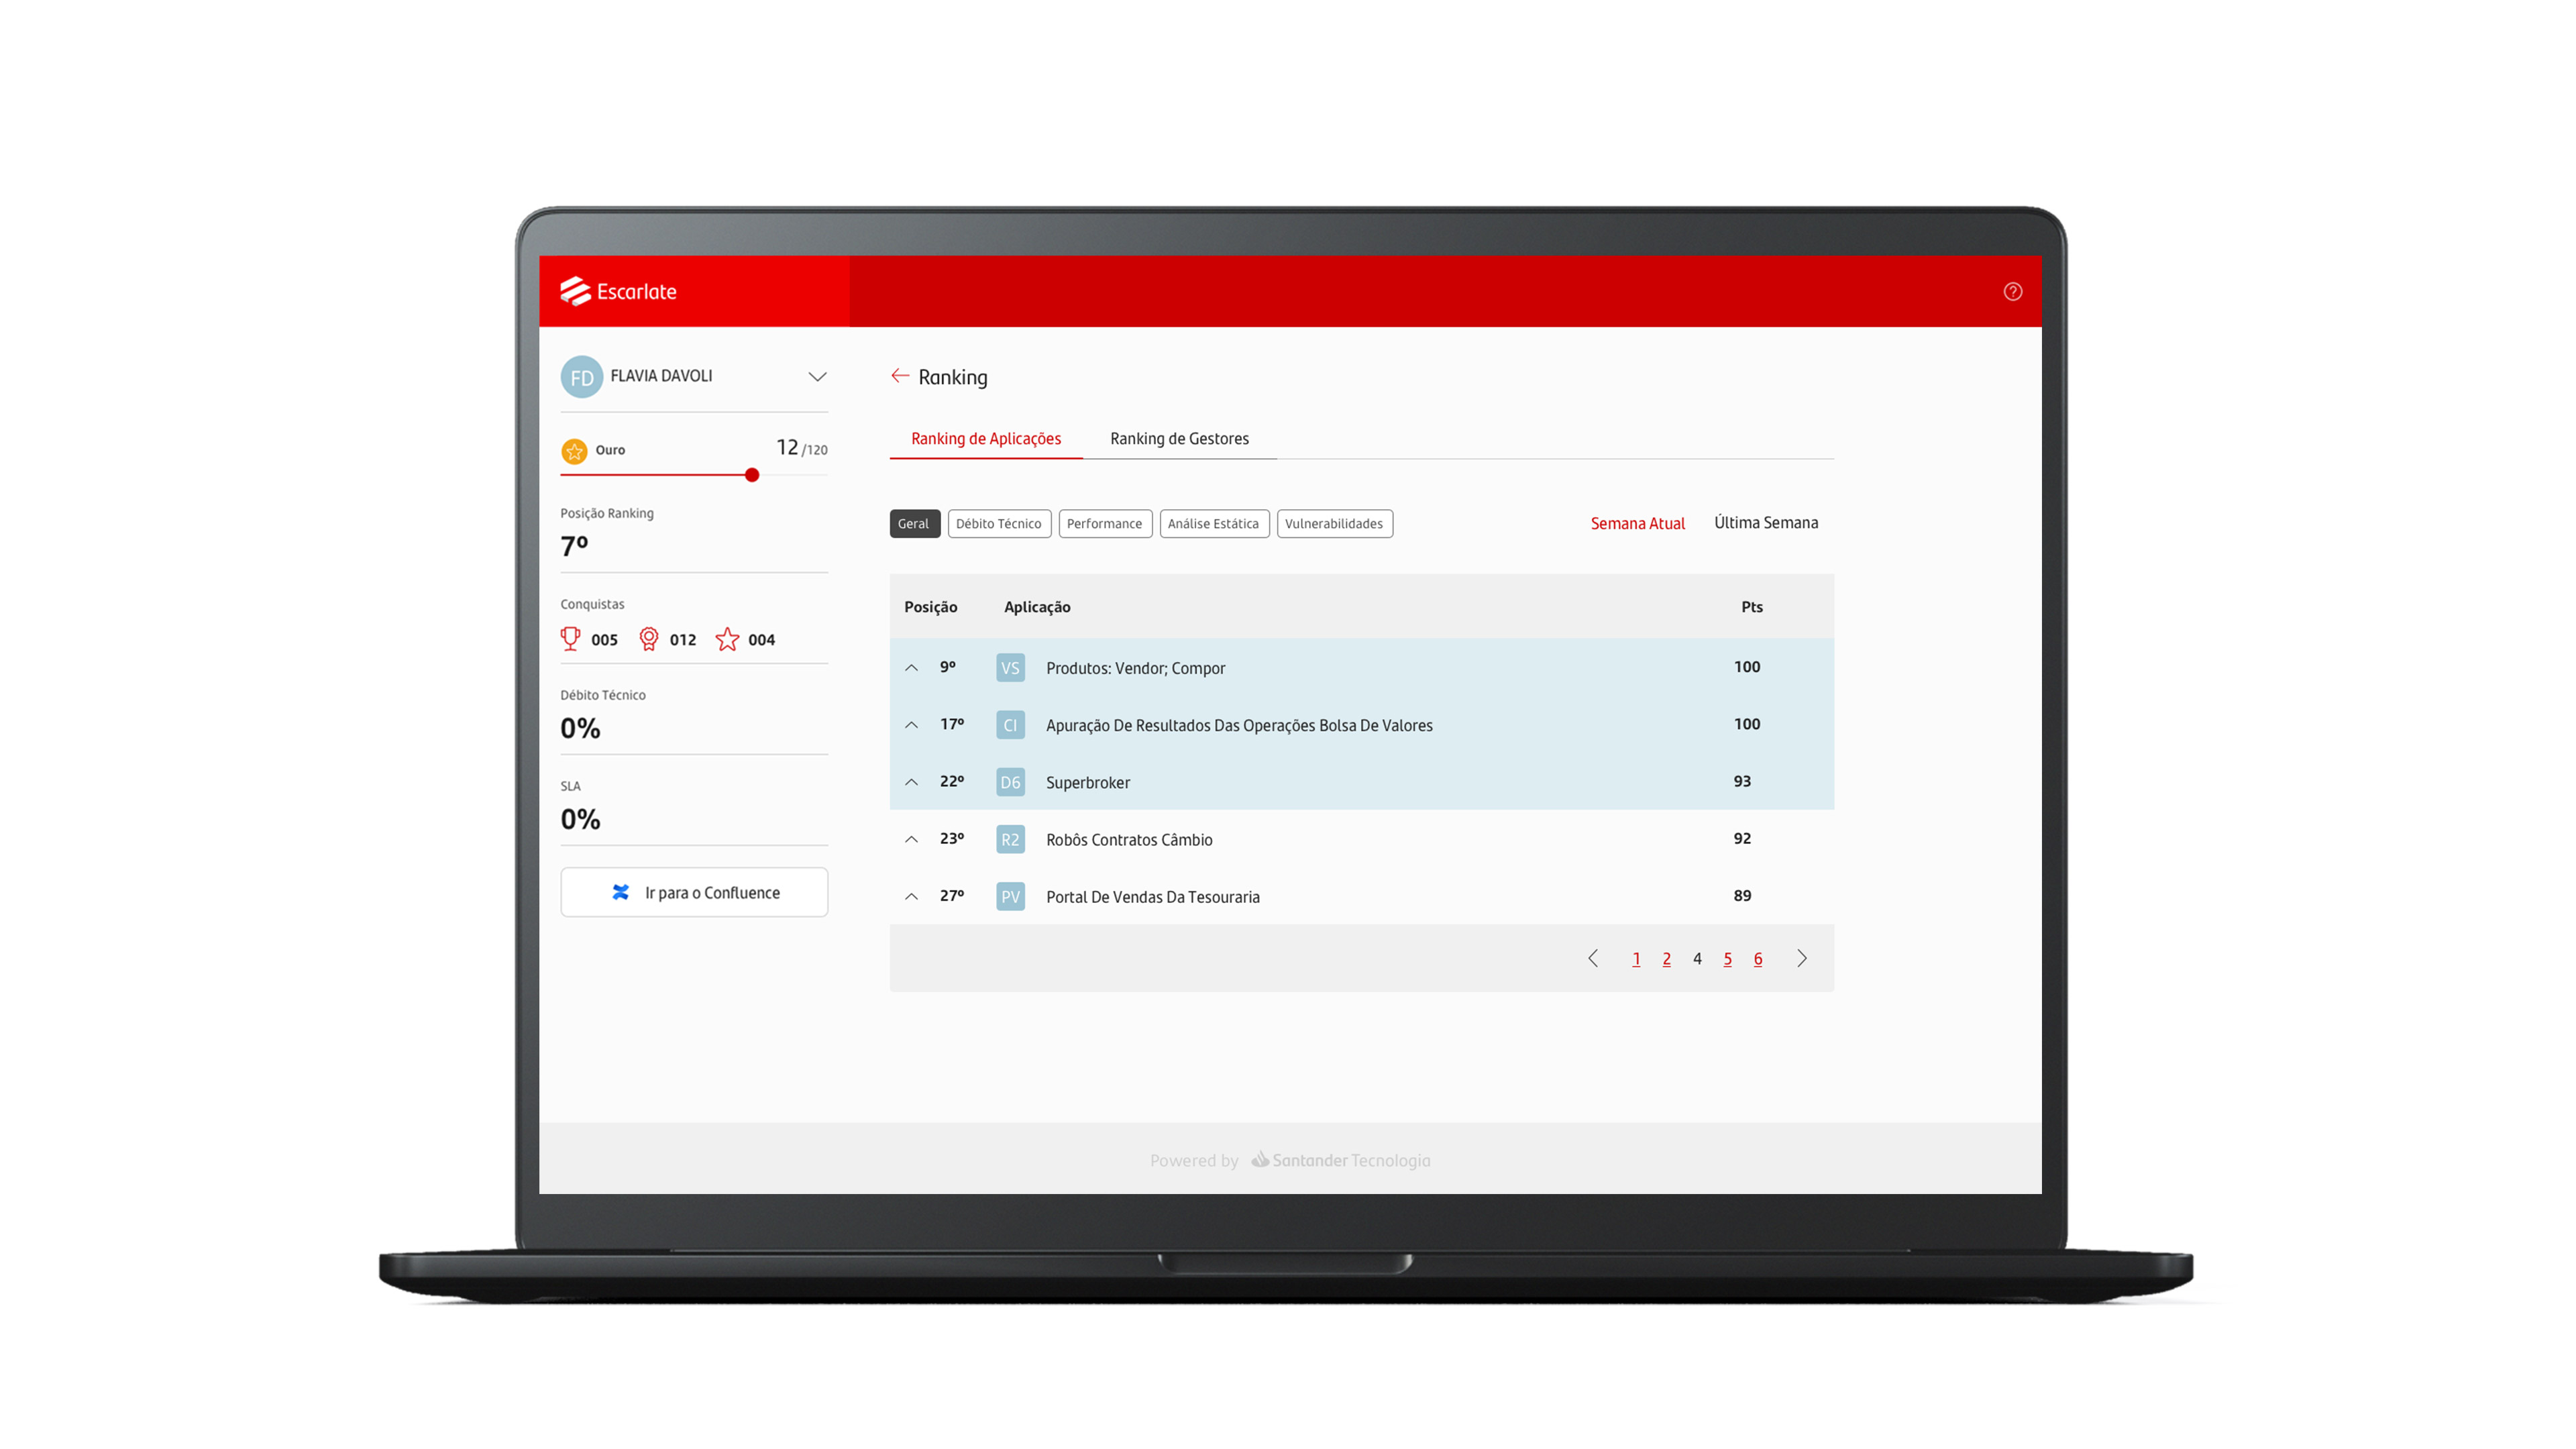 Escarlate
FD FLAVIA DAVOLI
Ouro 12/120
Posição Ranking
7º
Conquistas
005 012 004
Débito Técnico
0%
SLA
0%
Ir para o Confluence
Ranking
Ranking de Aplicações Ranking de Gestores
Geral Débito Técnico Performance Análise Estática Vulnerabilidades Semana Atual Última Semana
Posição Aplicação Pts
9º VS Produtos: Vendor; Compor 100
17º CI Apuração De Resultados Das Operações Bolsa De Valores 100
22º D6 Superbroker 93
23º R2 Robôs Contratos Câmbio 92
27º PV Portal De Vendas Da Tesouraria 89
1 2 4 5 6
Powered by Santander Tecnologia